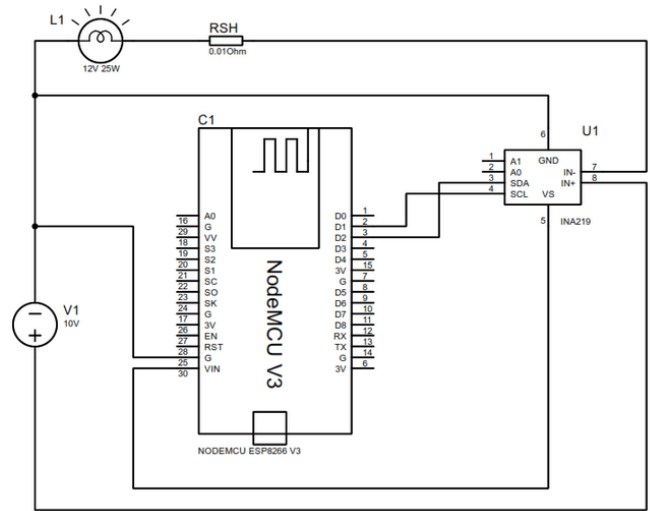 L1
12V 25W
RSH
0.01Ohm
C1
U1
6
GND
1 A1
2 A0
3 SDA
4 SCL
IN- 7
IN+ 8
VS
5
INA219
A0
16 G
29 VV
18 S3
19 S2
20 S1
21 SC
22 SO
23 SK
24 G
17 3V
26 EN
27 RST
28 G
25 VIN
30
D0 1
D1 2
D2 3
D3 4
D4 5
3V 15
G 7
D5 8
D6 9
D7 10
D8 11
RX 12
TX 13
G 14
3V 6
NodeMCU V3
NODEMCU ESP8266 V3
V1
10V
−
+